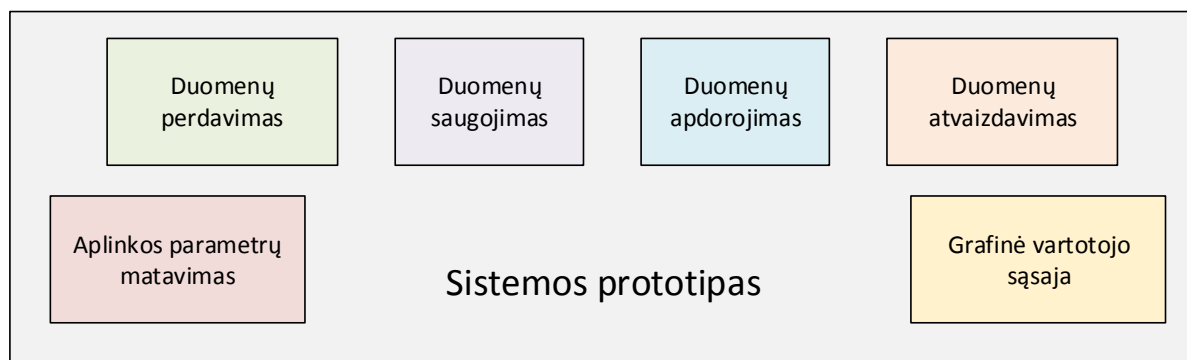 Duomenų
perdavimas
Duomenų
saugojimas
Duomenų
apdorojimas
Duomenų
atvaizdavimas
Aplinkos parametrų
matavimas
Sistemos prototipas
Grafinė vartotojo
sąsaja